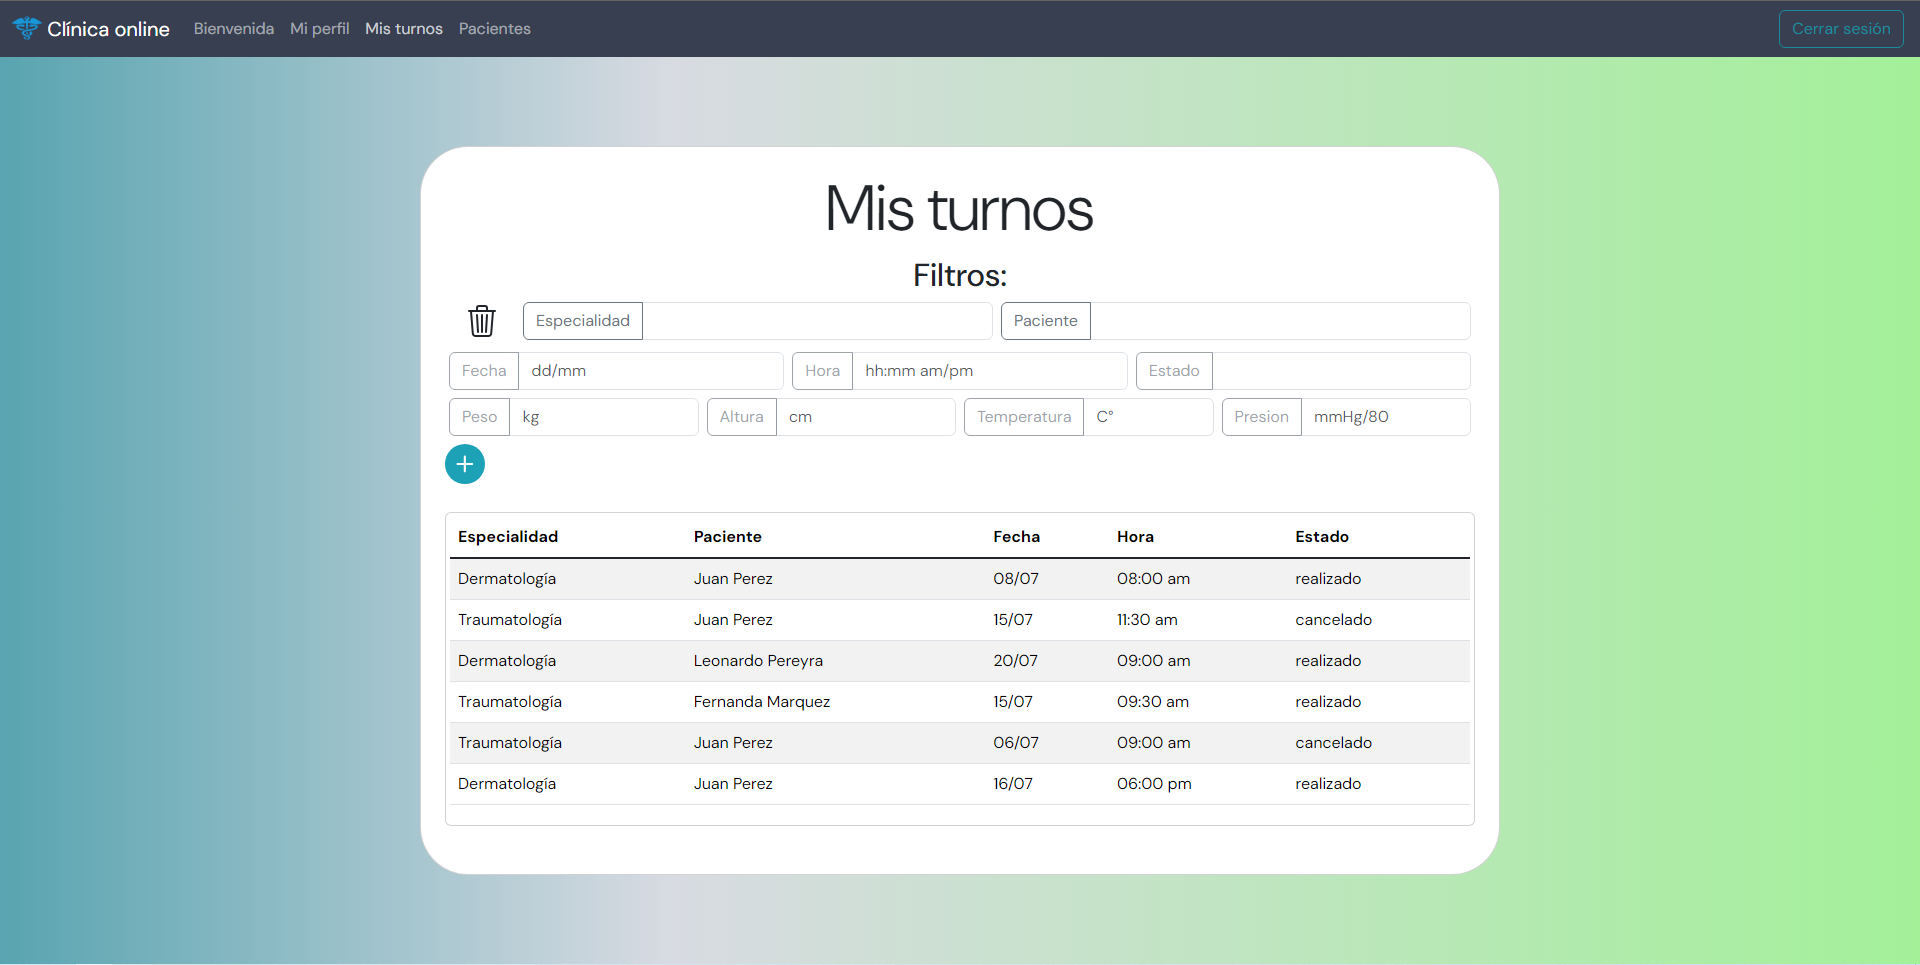 Clínica online Bienvenida Mi perfil Mis turnos Pacientes Cerrar sesión
Mis turnos
Filtros:
Especialidad Paciente
Fecha dd/mm Hora hh:mm am/pm Estado
Peso kg Altura cm Temperatura C° Presion mmHg/80
Especialidad Paciente Fecha Hora Estado
Dermatología Juan Perez 08/07 08:00 am realizado
Traumatología Juan Perez 15/07 11:30 am cancelado
Dermatología Leonardo Pereyra 20/07 09:00 am realizado
Traumatología Fernanda Marquez 15/07 09:30 am realizado
Traumatología Juan Perez 06/07 09:00 am cancelado
Dermatología Juan Perez 16/07 06:00 pm realizado